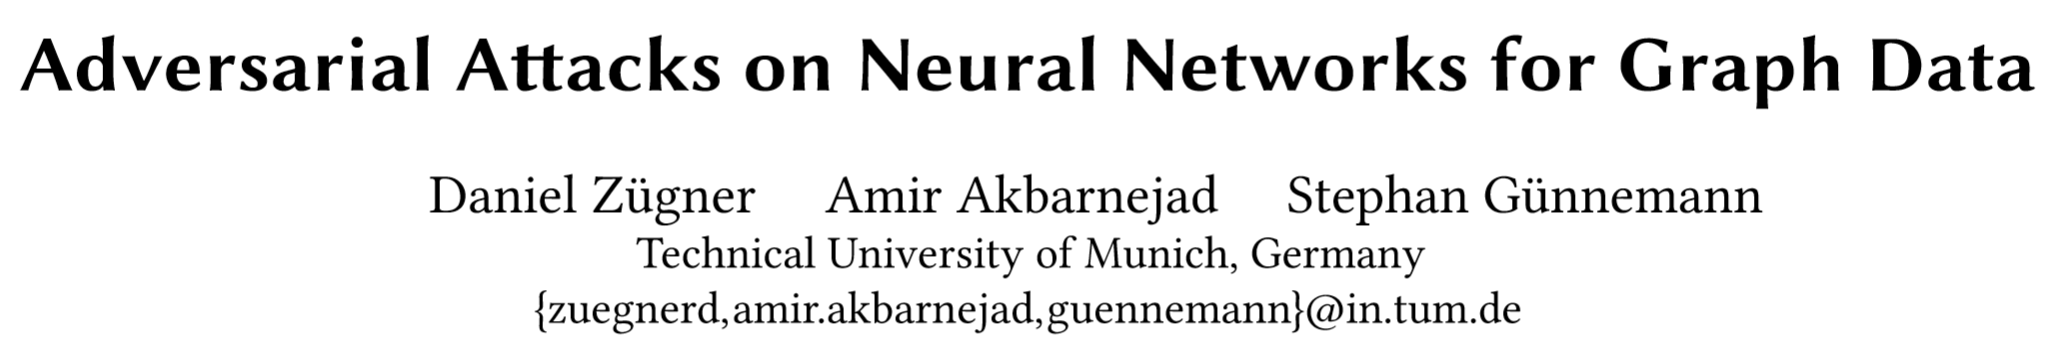 Adversarial Attacks on Neural Networks for Graph Data
Daniel Zügner Amir Akbarnejad Stephan Günnemann
Technical University of Munich, Germany
{zuegnerd,amir.akbarnejad,guennemann}@in.tum.de